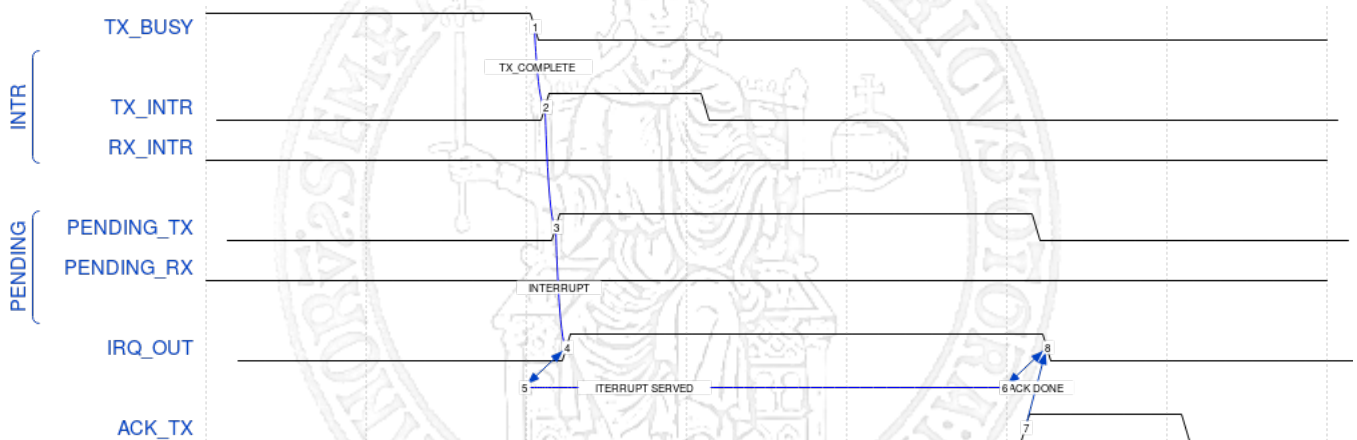 TX_BUSY
1
TX_COMPLETE
INTR
TX_INTR
2
RX_INTR
PENDING
PENDING_TX
3
PENDING_RX
INTERRUPT
IRQ_OUT
4
8
5
ITERRUPT SERVED
6
ACK DONE
ACK_TX
7